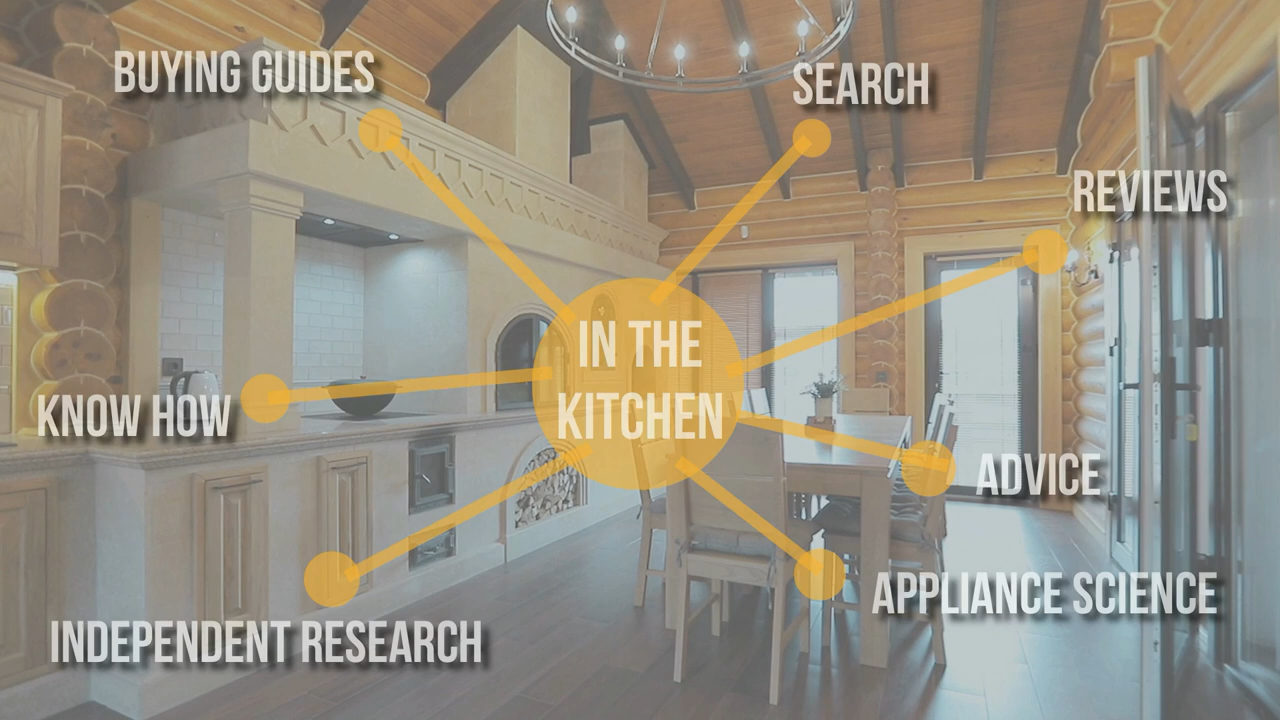 BUYING GUIDES
SEARCH
REVIEWS
IN THE
KITCHEN
KNOW HOW
ADVICE
APPLIANCE SCIENCE
INDEPENDENT RESEARCH